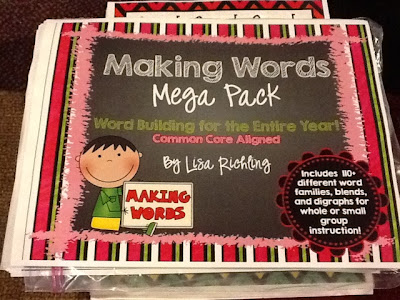 Making Words
Mega Pack
Word Building for the Entire Year!
Common Core Aligned
By Lisa Richling
MAKING
WORDS
Includes 110+
different word
families, blends,
and digraphs for
whole or small
group
instruction!